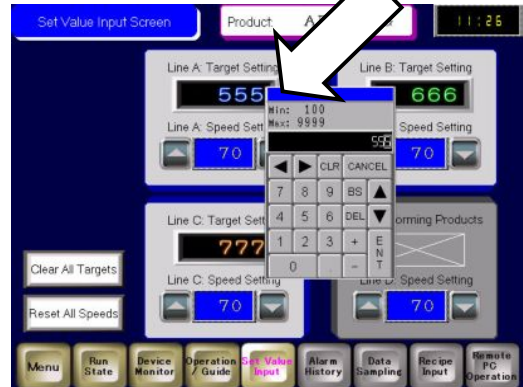 Set Value Input Screen
Product:
11:26
Line A: Target Setting
555
Line A: Speed Sett
70
Line B: Target Setting
666
Speed Setting
70
Min: 100
Max: 9999
CLR CANCEL
7 8 9 BS
4 5 6 DEL
1 2 3 + ENT
0 . -
Line C: Target Sett
777
Line C: Speed Setting
70
orming Products
Line D: Speed Setting
70
Clear All Targets
Reset All Speeds
Menu
Run State
Device Monitor
Operation / Guide
Set Value Input
Alarm History
Data Sampling
Recipe Input
Remote PC Operation